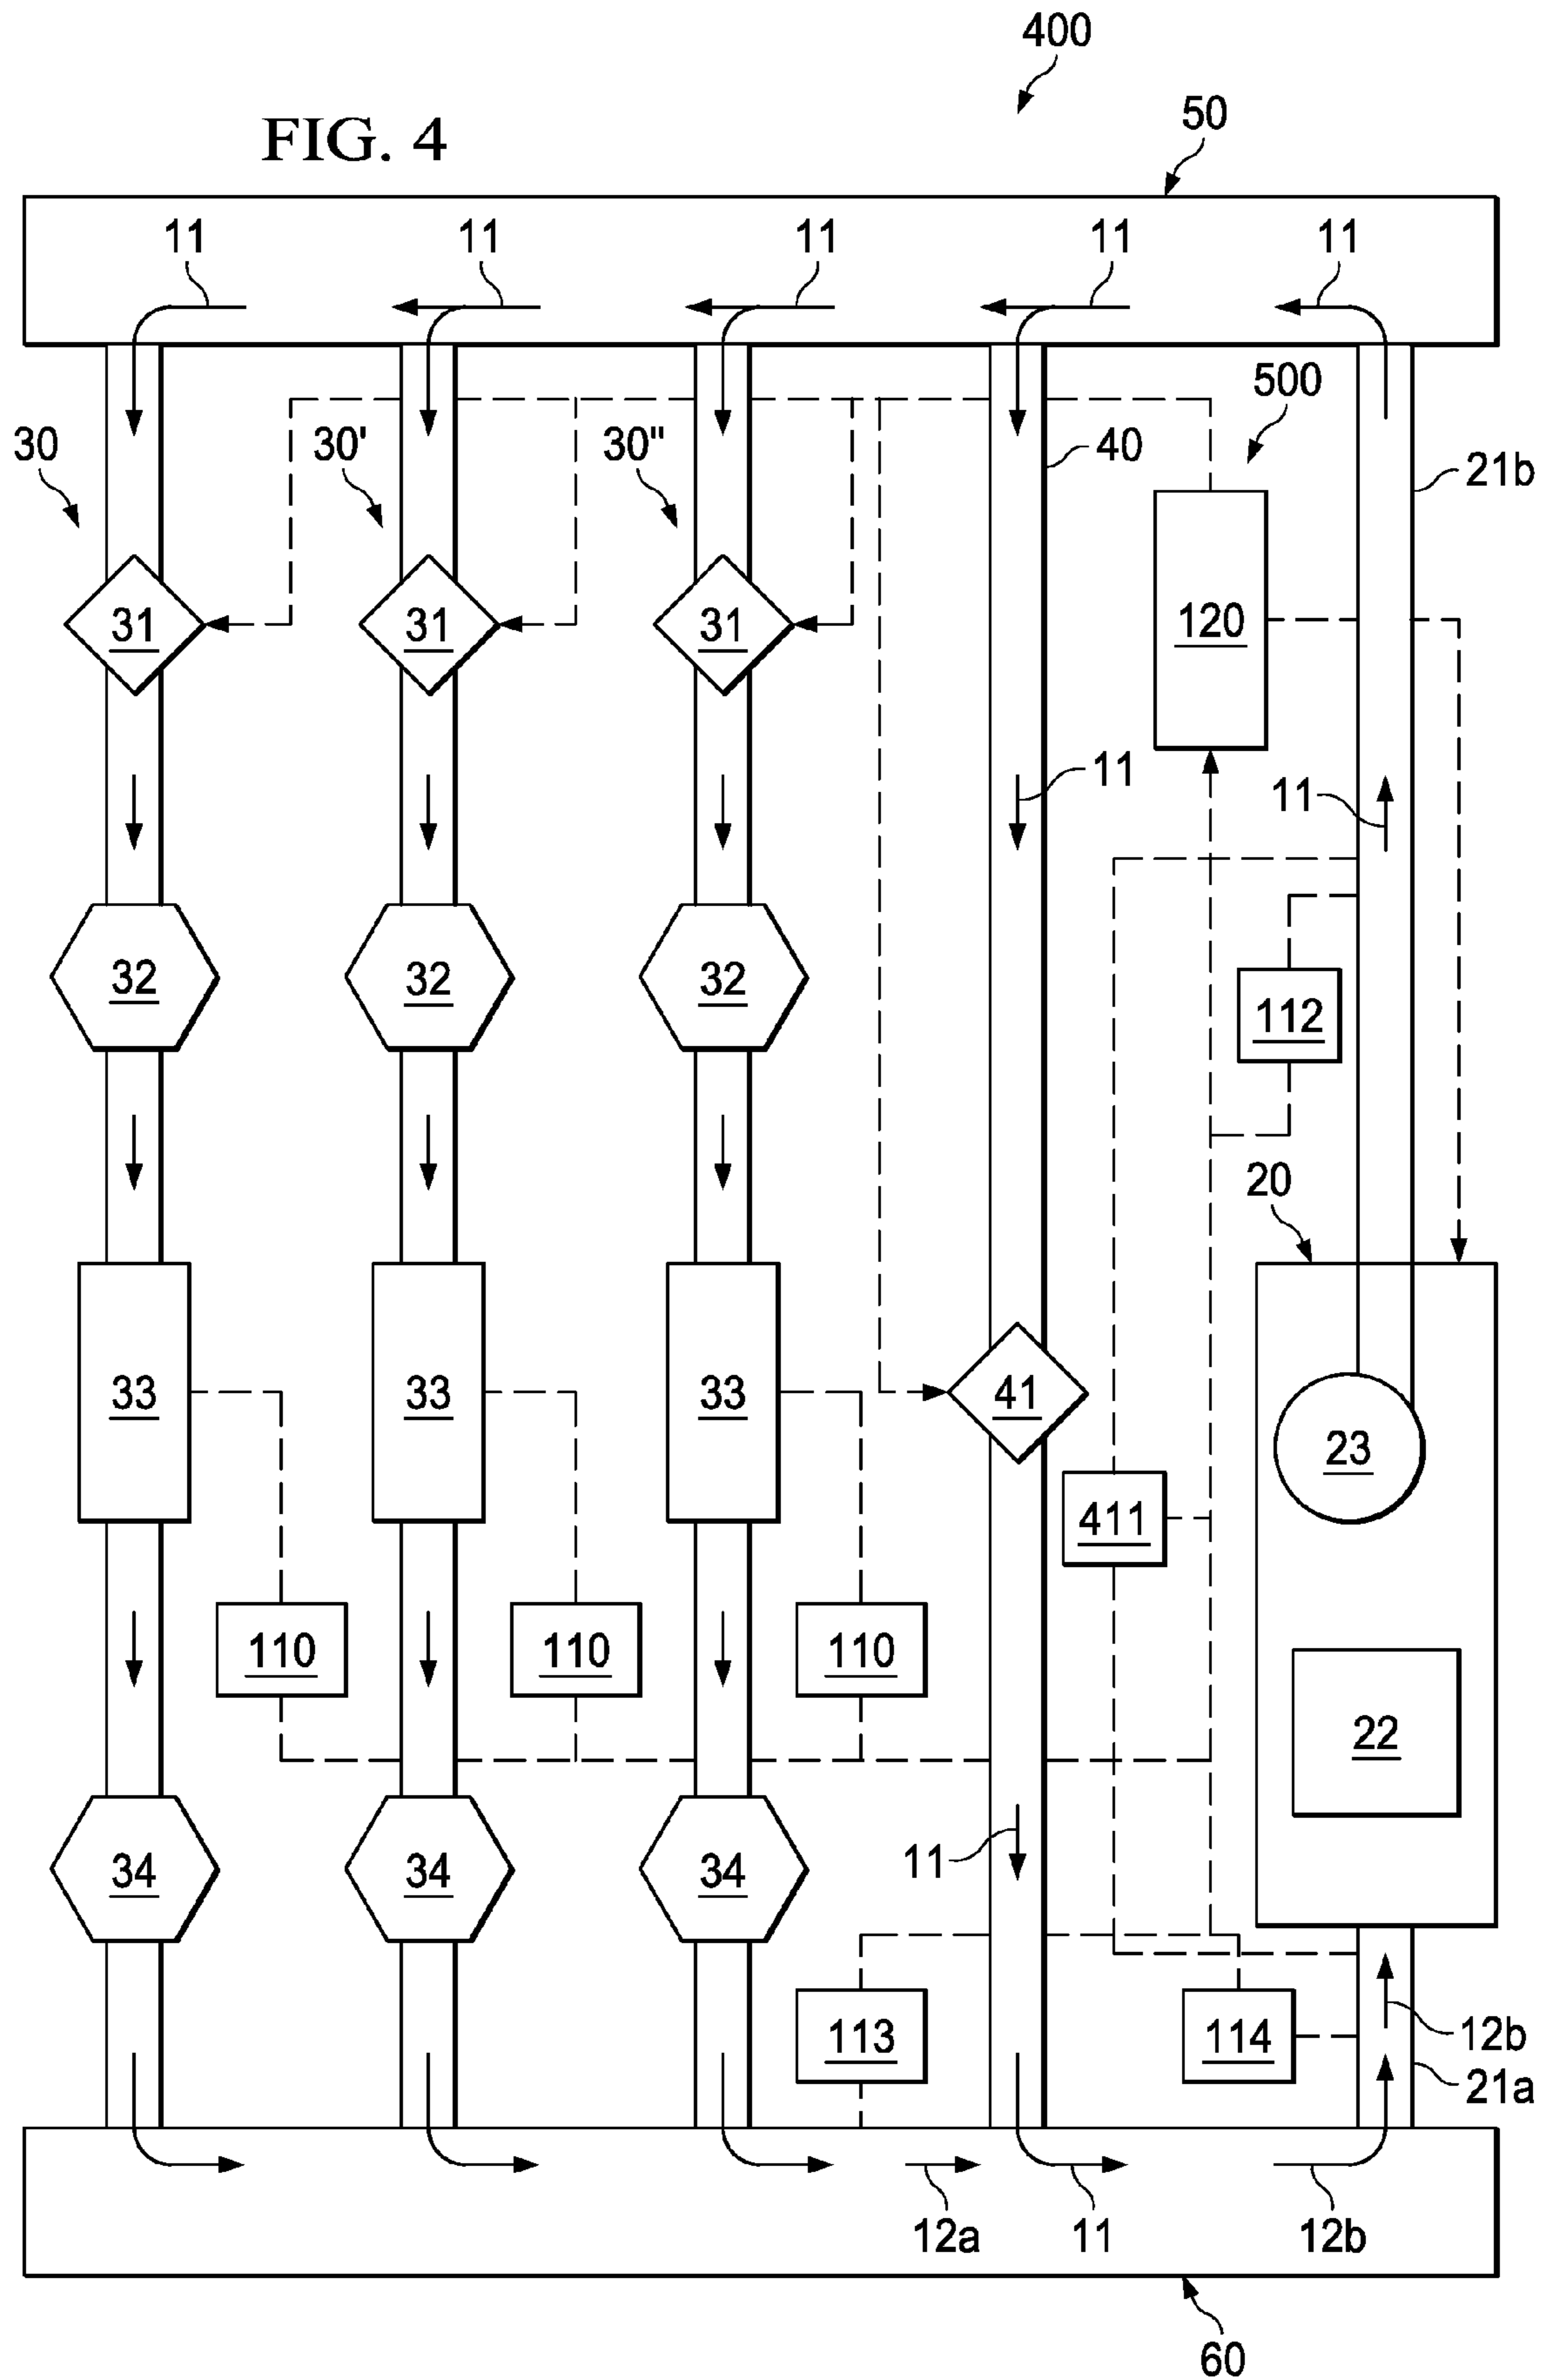 400
FIG. 4
50
11 11 11 11 11
500
30 30' 30" 40 21b
31 31 31 120
11 11
32 32 32 112
20
33 33 33 41
23
411
110 110 110
22
11
34 34 34
113 114 12b
21a
12a 11 12b
60